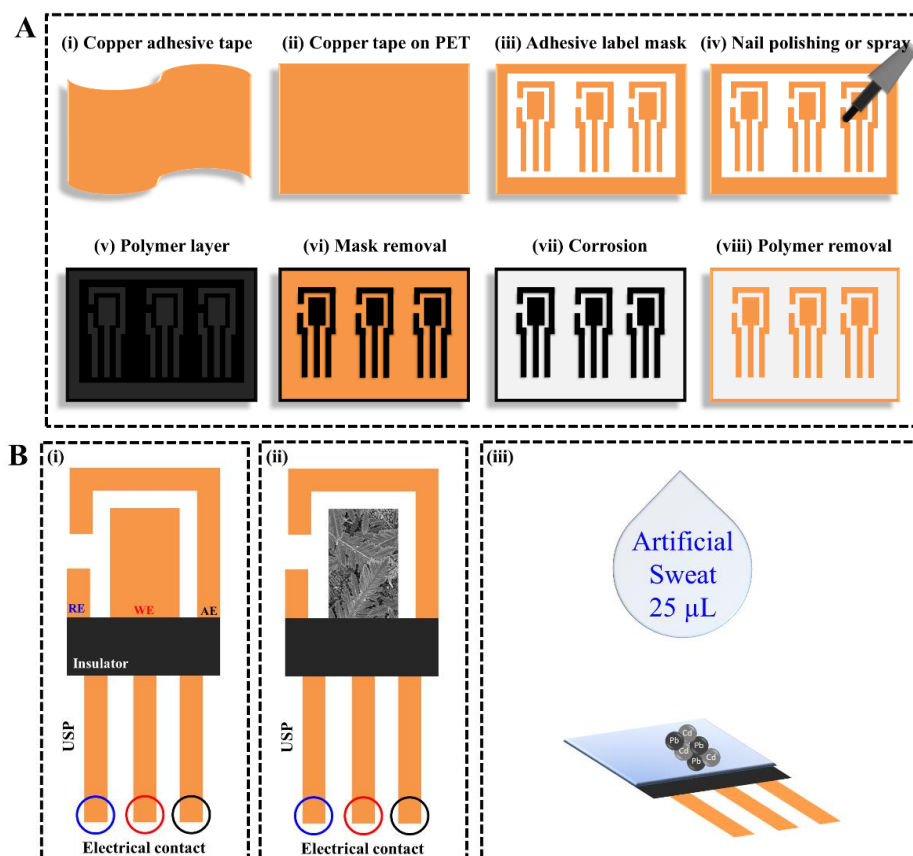 A
(i) Copper adhesive tape
(ii) Copper tape on PET
(iii) Adhesive label mask
(iv) Nail polishing or spray
(v) Polymer layer
(vi) Mask removal
(vii) Corrosion
(viii) Polymer removal
B
(i)
RE
WE
AE
Insulator
USP
Electrical contact
(ii)
USP
Electrical contact
(iii)
Artificial
Sweat
25 µL
Cd
Pb
Pb
Cd
Cd
Pb